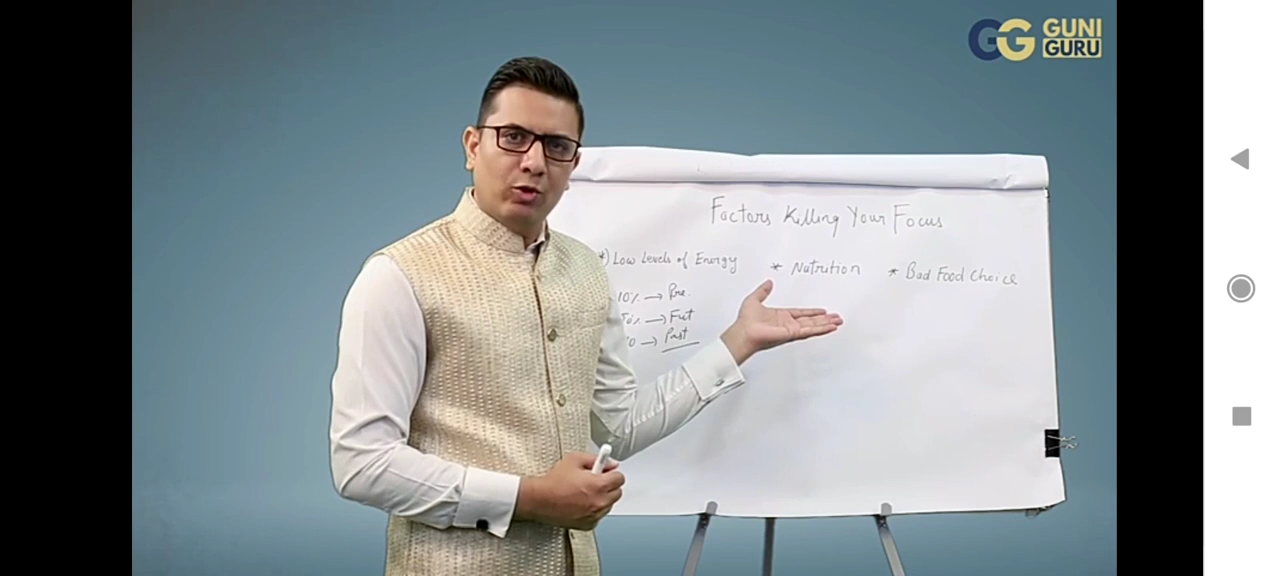 GG GUNI
GURU
Factors Killing Your Focus
*) Low Levels of Energy * Nutrition * Bad Food Choice
10% → Pre.
50% → Fut
→ Past